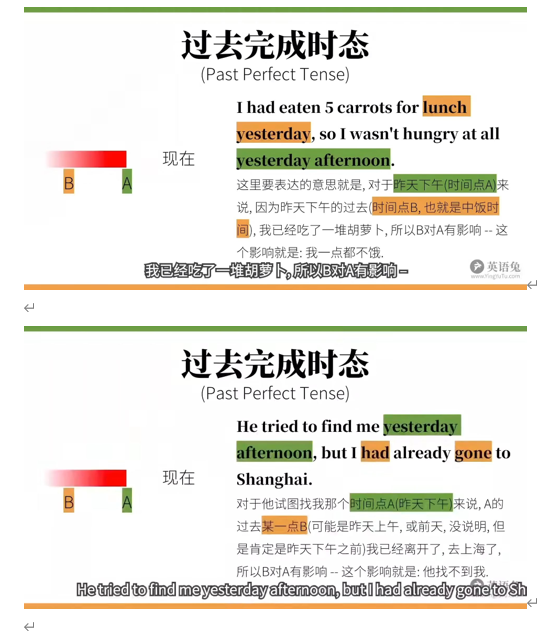 过去完成时态
(Past Perfect Tense)
I had eaten 5 carrots for lunch
yesterday, so I wasn't hungry at all
yesterday afternoon.
现在
B
A
这里要表达的意思就是, 对于昨天下午(时间点A)来
说, 因为昨天下午的过去(时间点B, 也就是中饭时
间), 我已经吃了一堆胡萝卜, 所以B对A有影响 -- 这
个影响就是: 我一点都不饿.
我已经吃了一堆胡萝卜, 所以B对A有影响 --
英语兔
www.YingYuTu.com
过去完成时态
(Past Perfect Tense)
He tried to find me yesterday
afternoon, but I had already gone to
Shanghai.
现在
B
A
对于他试图找我那个时间点A(昨天下午)来说, A的
过去某一点B(可能是昨天上午, 或前天, 没说明, 但
是肯定是昨天下午之前)我已经离开了, 去上海了,
所以B对A有影响 -- 这个影响就是: 他找不到我.
He tried to find me yesterday afternoon, but I had already gone to Sh